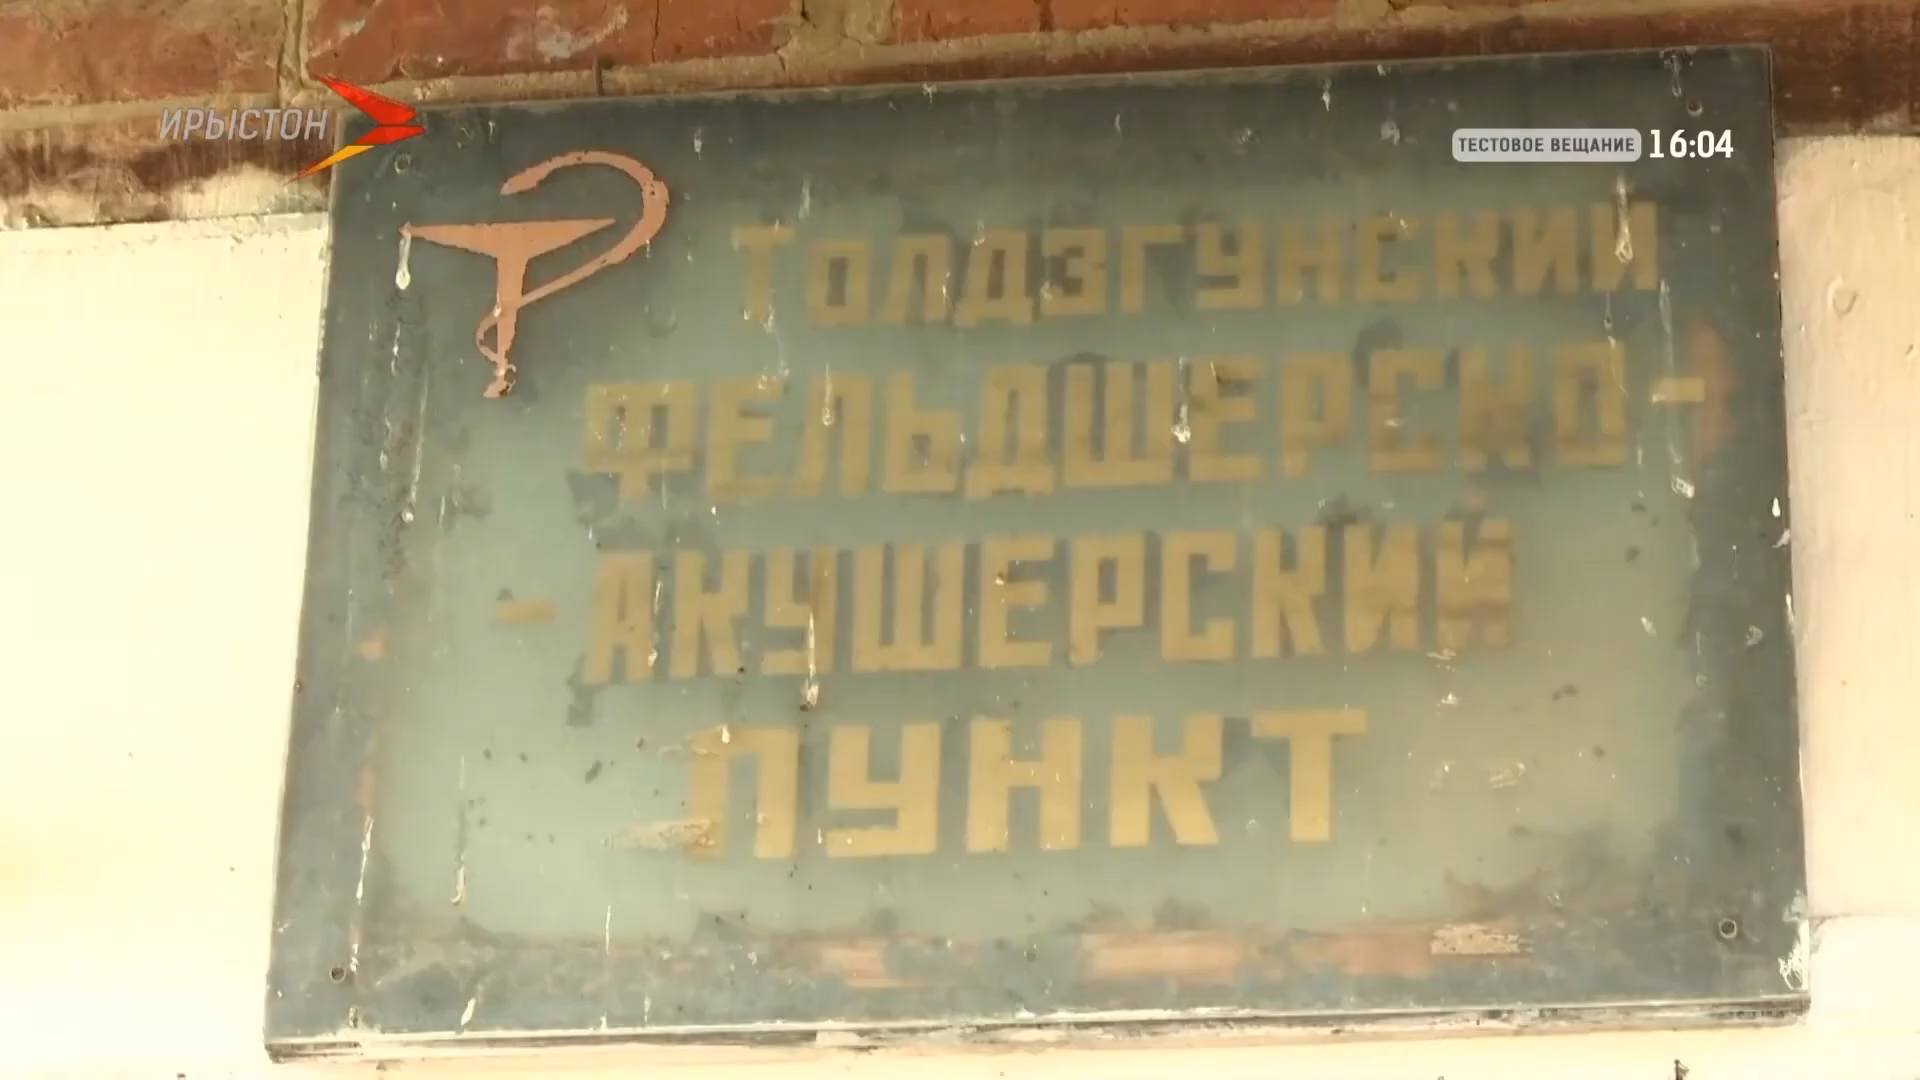 ИРЫСТОН
ТЕСТОВОЕ ВЕЩАНИЕ 16:04
ТОЛДЗГУНСКИЙ
ФЕЛЬДШЕРСКО-
-АКУШЕРСКИЙ
ПУНКТ